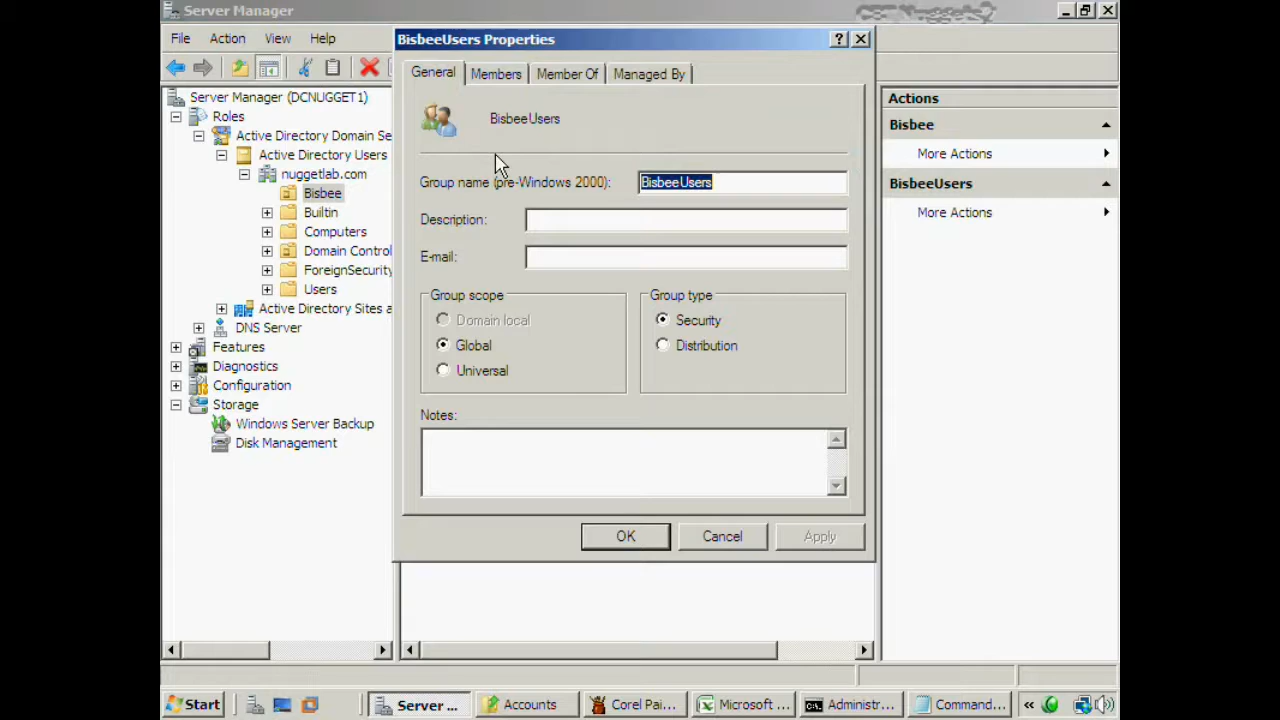 Server Manager
File Action View Help
Server Manager (DCNUGGET1)
Roles
Active Directory Domain Se
Active Directory Users
nuggetlab.com
Bisbee
Builtin
Computers
Domain Control
ForeignSecurity
Users
Active Directory Sites a
DNS Server
Features
Diagnostics
Configuration
Storage
Windows Server Backup
Disk Management
BisbeeUsers Properties
General Members Member Of Managed By
BisbeeUsers
Group name (pre-Windows 2000): BisbeeUsers
Description:
E-mail:
Group scope
Domain local
Global
Universal
Group type
Security
Distribution
Notes:
OK Cancel Apply
Actions
Bisbee
More Actions
BisbeeUsers
More Actions
Start Server ... Accounts Corel Pai... Microsoft ... Administr... Command... «